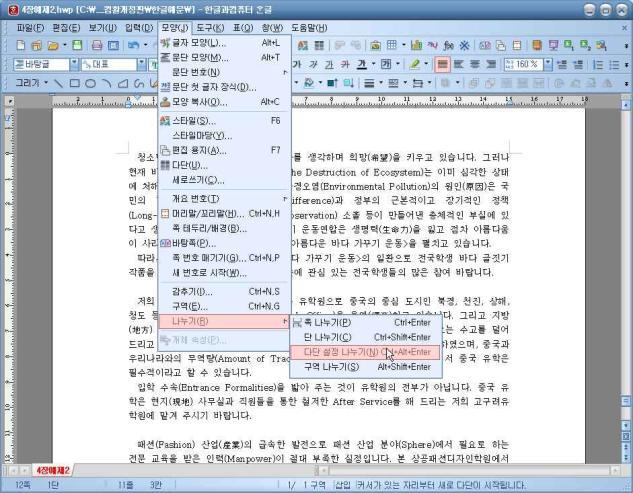 4장예제2.hwp [C:\ ...경찰개정판\한글예문\] - 한글과컴퓨터 한글
파일(F) 편집(E) 보기(U) 입력(D) 모양(J) 도구(K) 표(Q) 창(W) 도움말(H)
바탕글 대표 160 %
그리기
글자 모양(L)... Alt+L
문단 모양(M)... Alt+T
문단 번호(N)
문단 첫 글자 장식(D)...
모양 복사(O)... Alt+C
스타일(S)... F6
스타일마당(Y)...
편집 용지(A)... F7
다단(U)...
세로쓰기(C)...
개요 번호(T)
머리말/꼬리말(H)... Ctrl+N,H
쪽 테두리/배경(B)...
바탕쪽(P)...
쪽 번호 매기기(G)... Ctrl+N,P
새 번호로 시작(W)...
감추기(I)... Ctrl+N,S
구역(E)... Ctrl+N,G
나누기(R)
개체 속성(P)...
쪽 나누기(P) Ctrl+Enter
단 나누기(C) Ctrl+Shift+Enter
다단 설정 나누기(N) Ctrl+Alt+Enter
구역 나누기(S) Alt+Shift+Enter
청소 를 생각하며 희망(希望)을 키우고 있습니다. 그러나
현재 바 he Destruction of Ecosystem)는 이미 심각한 상태
에 처해 경오염(Environmental Pollution)의 원인(原因)은 국
민의 ifference)과 정부의 근본적이고 장기적인 정책
(Long- servation) 소홀 등이 만들어낸 총체적인 부실에 있
다고 생 기 운동연합은 생명력(生命力)을 잃고 점차 아름다움
이 사라 아름다운 바다 가꾸기 운동>을 펼치고 있습니다.
따라 다 가꾸기 운동>의 일환으로 전국학생 바다 글짓기
작품을 에 관심 있는 전국학생들의 많은 참여 바랍니다.
저희 유학원으로 중국의 중심 도시인 북경, 천진, 상해,
청도 등 그리고 지방
(地方) 는 수고를 덜어
드리고 하였으며, 중국과
우리나라와의 무역량(Amount of Trad 서 중국 유학은
필수적이라고 할 수 있습니다.
입학 수속(Entrance Formalities)을 밟아 주는 것이 유학원의 전부가 아닙니다. 중국 유
학은 현지(現地) 사무실과 직원들을 통한 철저한 After Service를 해 드리는 저희 고구려유
학원에 맡겨 주시기 바랍니다.
패션(Fashion) 산업(産業)의 급속한 발전으로 패션 산업 분야(Sphere)에서 필요로 하는
전문 교육을 받은 인력(Manpower)이 절대 부족한 실정입니다. 본 상공패션디자인학원에서
4장예제2
12쪽 1단 11줄 3칸 1/ 1 구역 삽입 커서가 있는 자리부터 새로 다단이 시작됩니다.